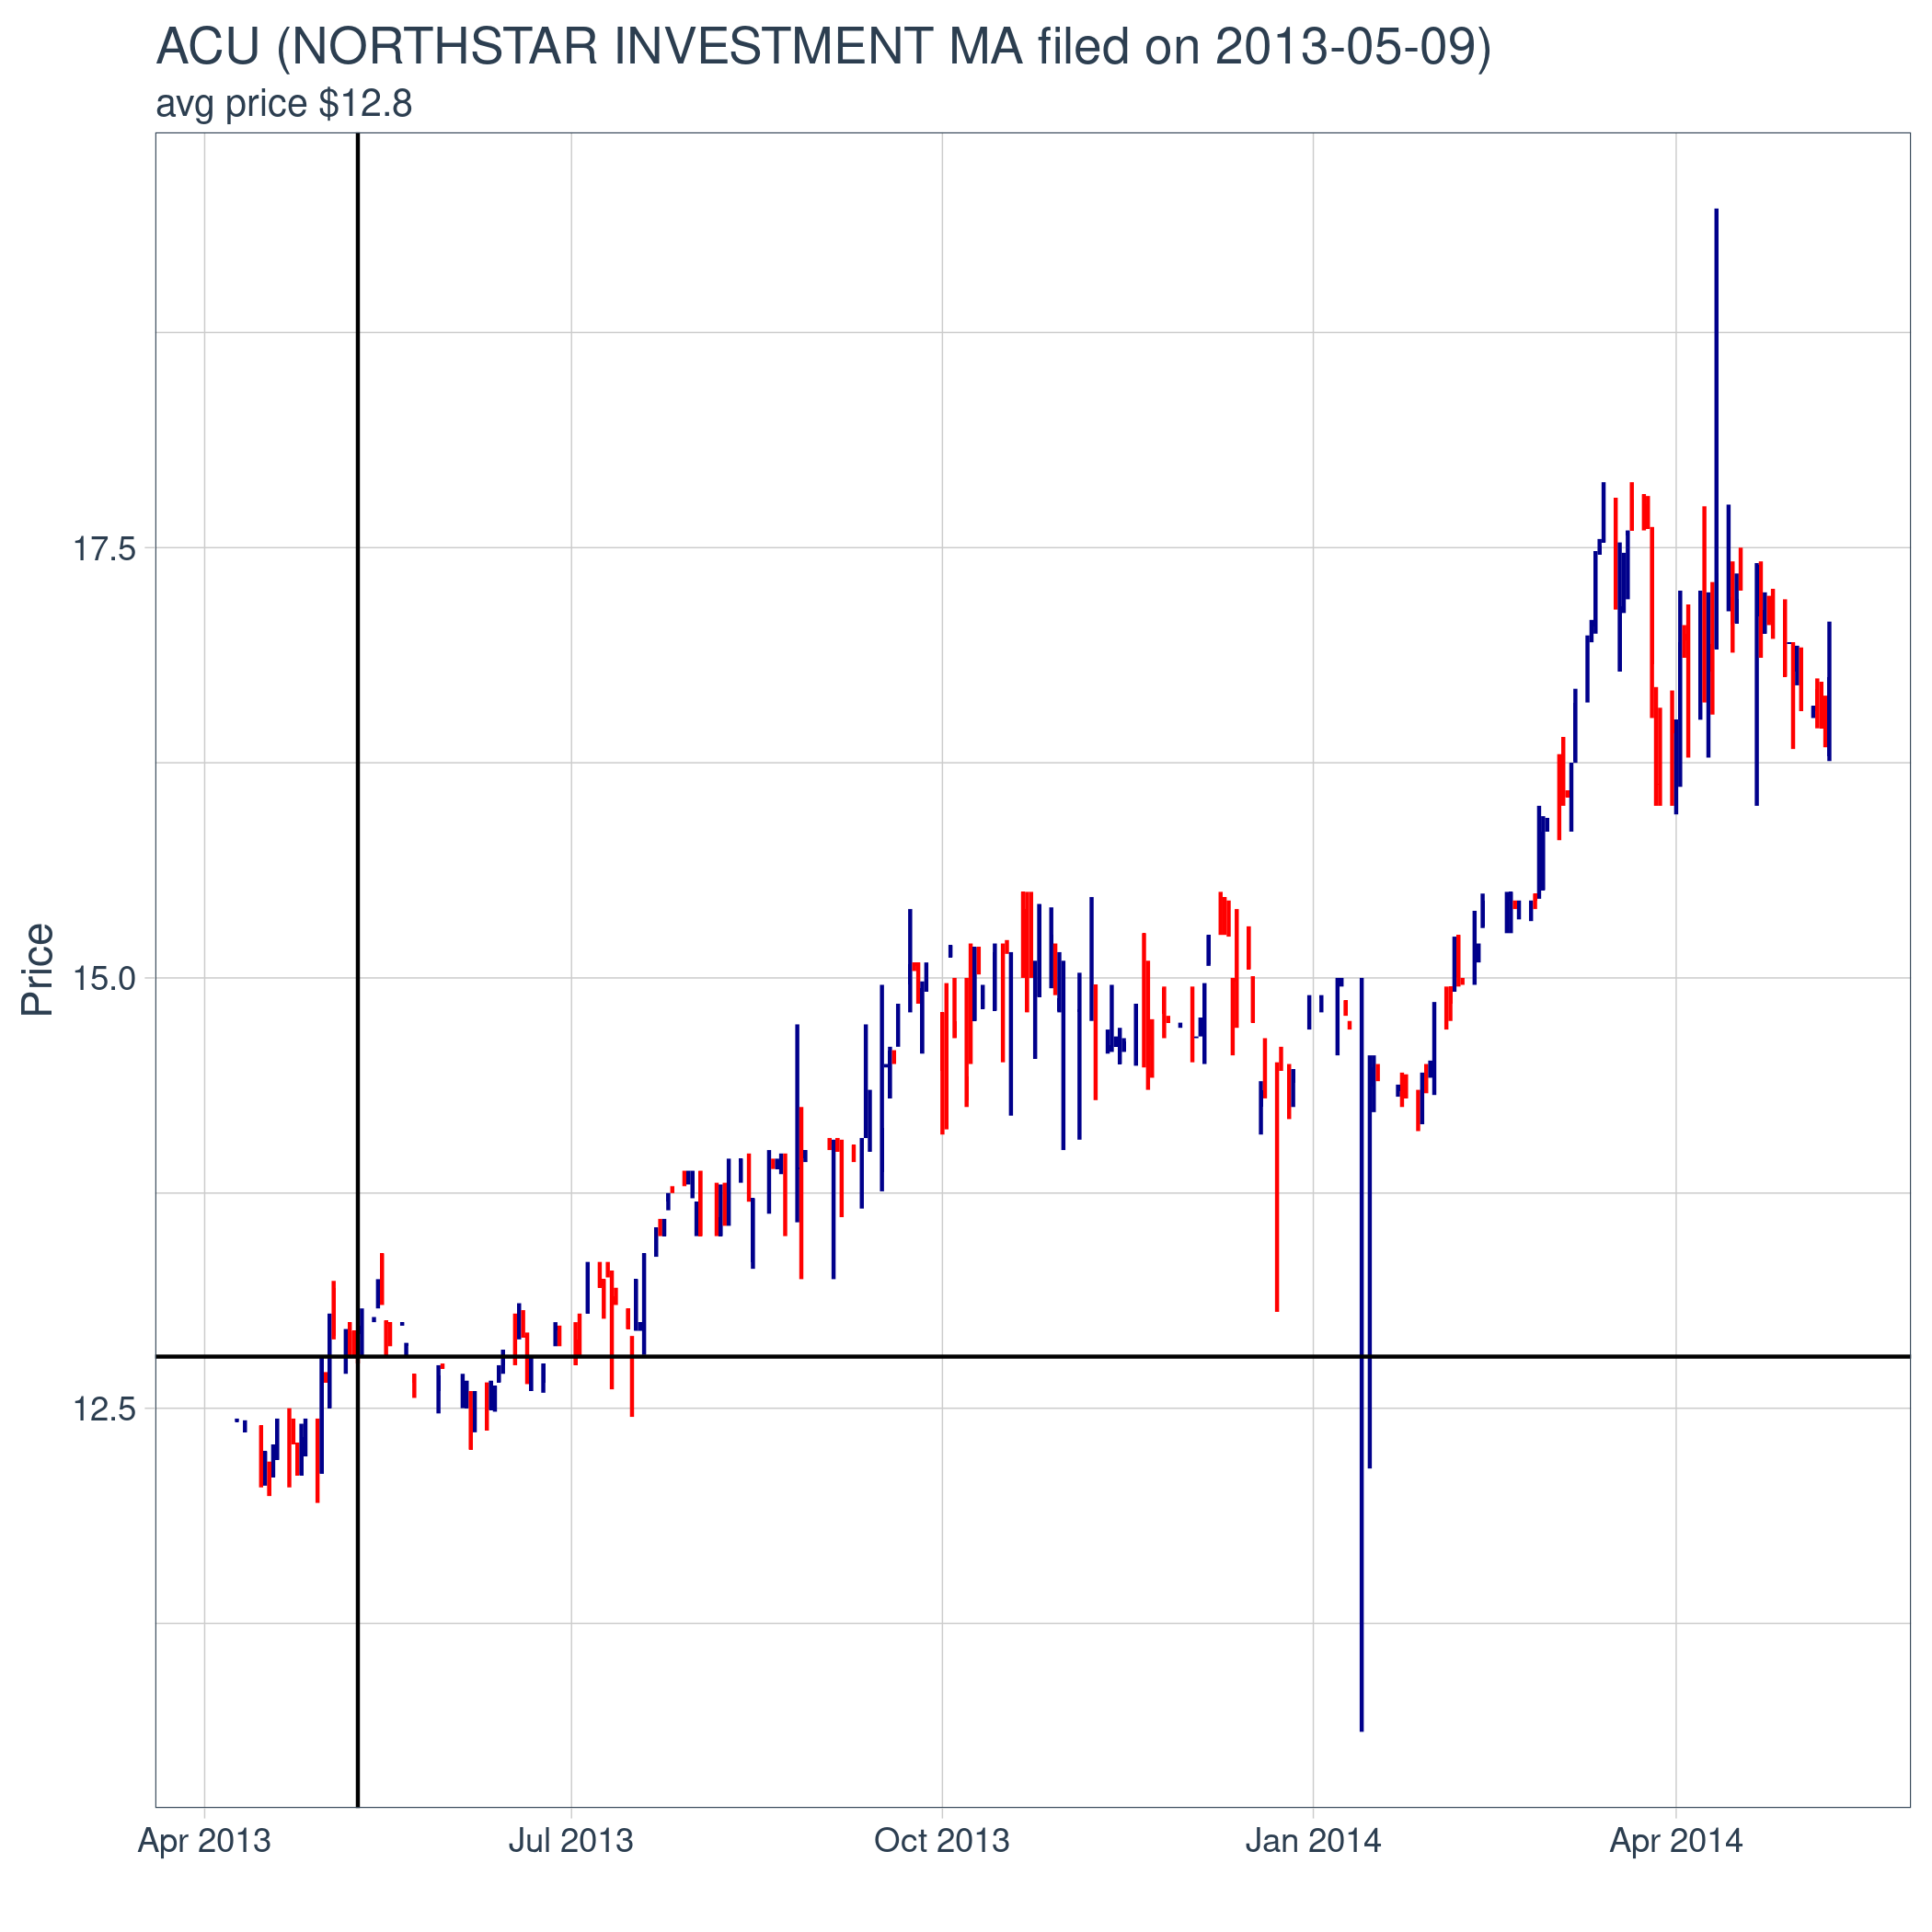 ACU (NORTHSTAR INVESTMENT MA filed on 2013-05-09)
avg price $12.8
Price
17.5
15.0
12.5
Apr 2013
Jul 2013
Oct 2013
Jan 2014
Apr 2014